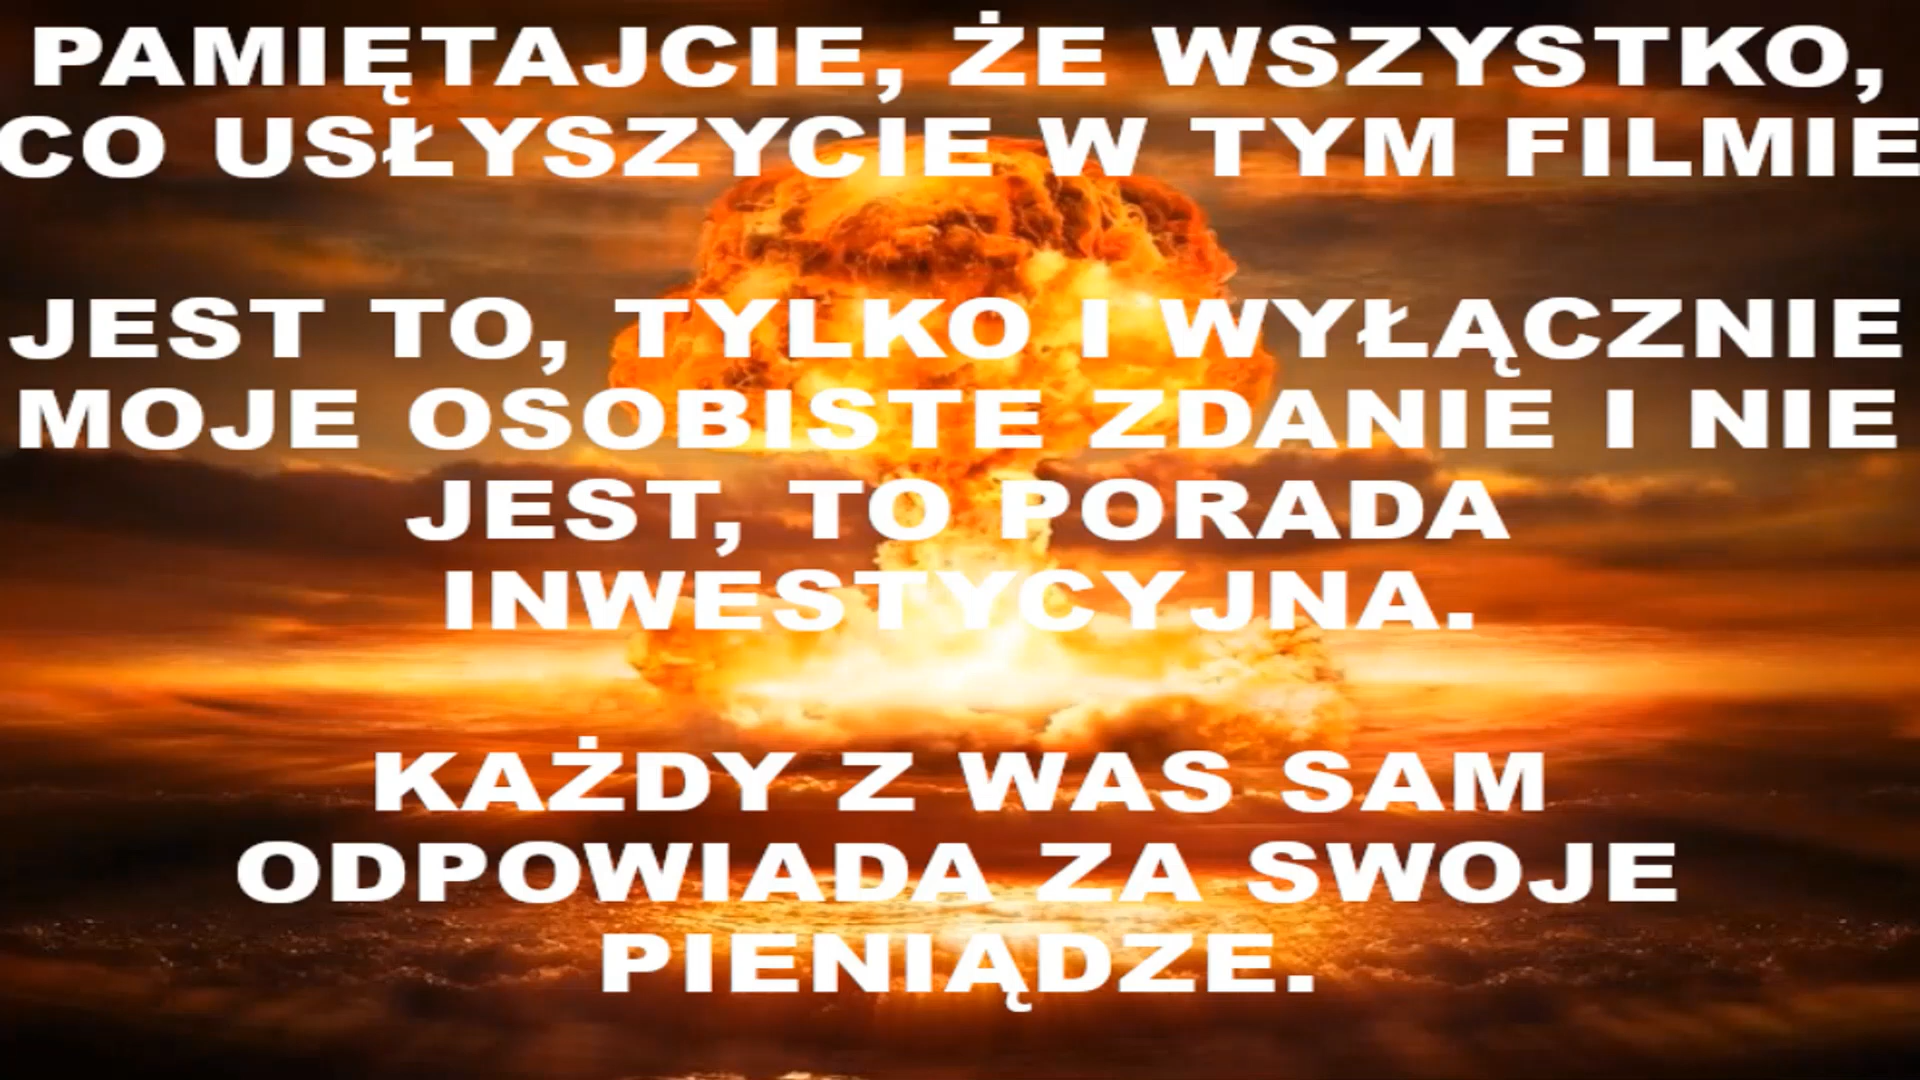 PAMIĘTAJCIE, ŻE WSZYSTKO,
CO USŁYSZYCIE W TYM FILMIE
JEST TO, TYLKO I WYŁĄCZNIE
MOJE OSOBISTE ZDANIE I NIE
JEST, TO PORADA
INWESTYCYJNA.
KAŻDY Z WAS SAM
ODPOWIADA ZA SWOJE
PIENIĄDZE.